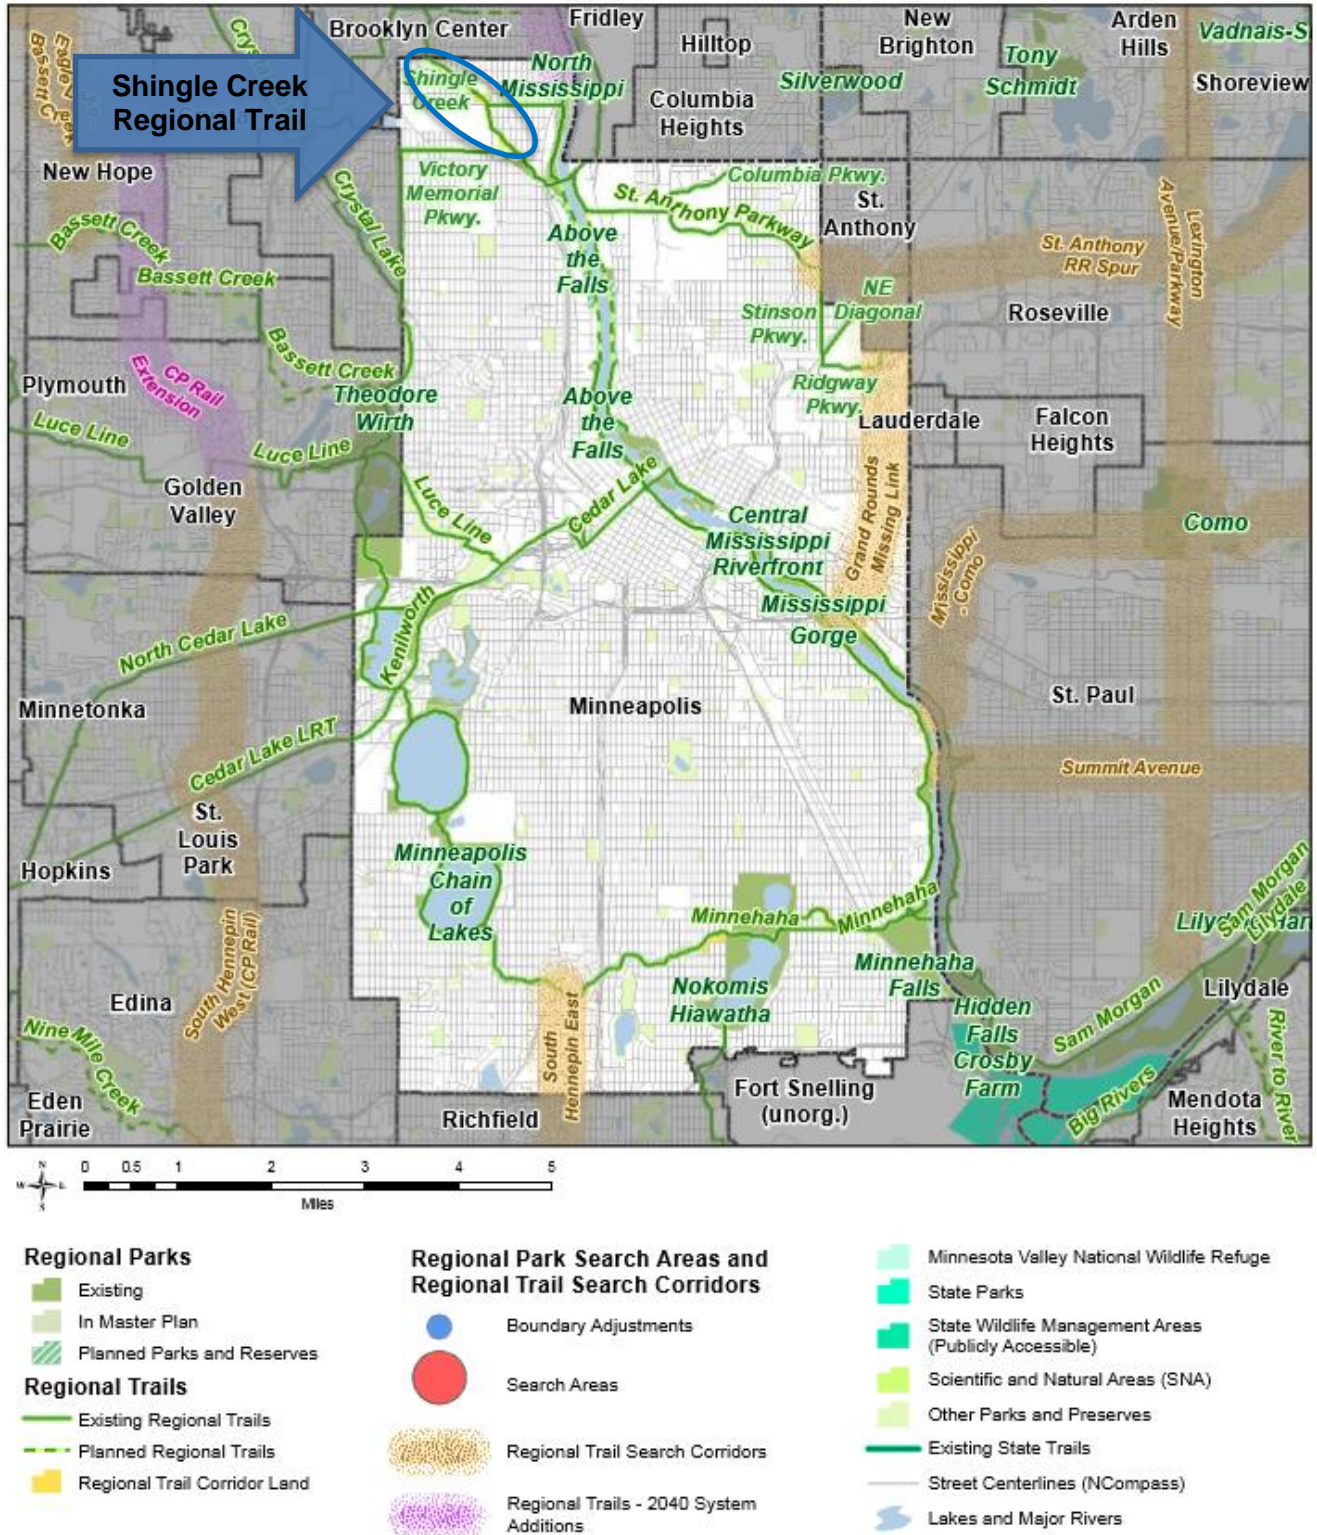 Brooklyn Center
Fridley
Hilltop
New
Brighton
Arden
Hills
Vadnais-S
Tony
Schmidt
Shoreview
Silverwood
Columbia
Heights
North
Mississippi
Shingle
Creek
Shingle Creek
Regional Trail
Eagle
Bassett Creek
Crys
New Hope
Victory
Memorial
Pkwy.
Crystal Lake
Columbia Pkwy.
St. Anthony Parkway
St.
Anthony
St. Anthony
RR Spur
Lexington
Avenue/Parkway
Bassett Creek
Bassett Creek
Bassett Creek
Above
the
Falls
NE
Diagonal
Stinson
Pkwy.
Roseville
Plymouth
CP Rail
Extension
Theodore
Wirth
Above
the
Falls
Ridgway
Pkwy.
Lauderdale
Falcon
Heights
Luce Line
Luce Line
Luce Line
Golden
Valley
Cedar Lake
Grand Rounds
Missing Link
Central
Mississippi
Riverfront
Como
Mississippi
- Como
Mississippi
Gorge
North Cedar Lake
Kenilworth
Minnetonka
Minneapolis
St. Paul
Cedar Lake LRT
Summit Avenue
St.
Louis
Park
Hopkins
Minneapolis
Chain
of
Lakes
Minnehaha
Minnehaha
Sam Morgan
Lilydale
Lilyd
Har
South Hennepin
West (CP Rail)
Edina
Nokomis
Hiawatha
Minnehaha
Falls
Hidden
Falls
Crosby
Farm
Sam Morgan
Lilydale
Nine Mile Creek
South
Hennepin East
River to River
Eden
Prairie
Richfield
Fort Snelling
(unorg.)
Big Rivers
Mendota
Heights
N
W
E
S
0 0.5 1 2 3 4 5
Miles
Regional Parks
Existing
In Master Plan
Planned Parks and Reserves
Regional Trails
Existing Regional Trails
Planned Regional Trails
Regional Trail Corridor Land
Regional Park Search Areas and
Regional Trail Search Corridors
Boundary Adjustments
Search Areas
Regional Trail Search Corridors
Regional Trails - 2040 System
Additions
Minnesota Valley National Wildlife Refuge
State Parks
State Wildlife Management Areas
(Publicly Accessible)
Scientific and Natural Areas (SNA)
Other Parks and Preserves
Existing State Trails
Street Centerlines (NCompass)
Lakes and Major Rivers